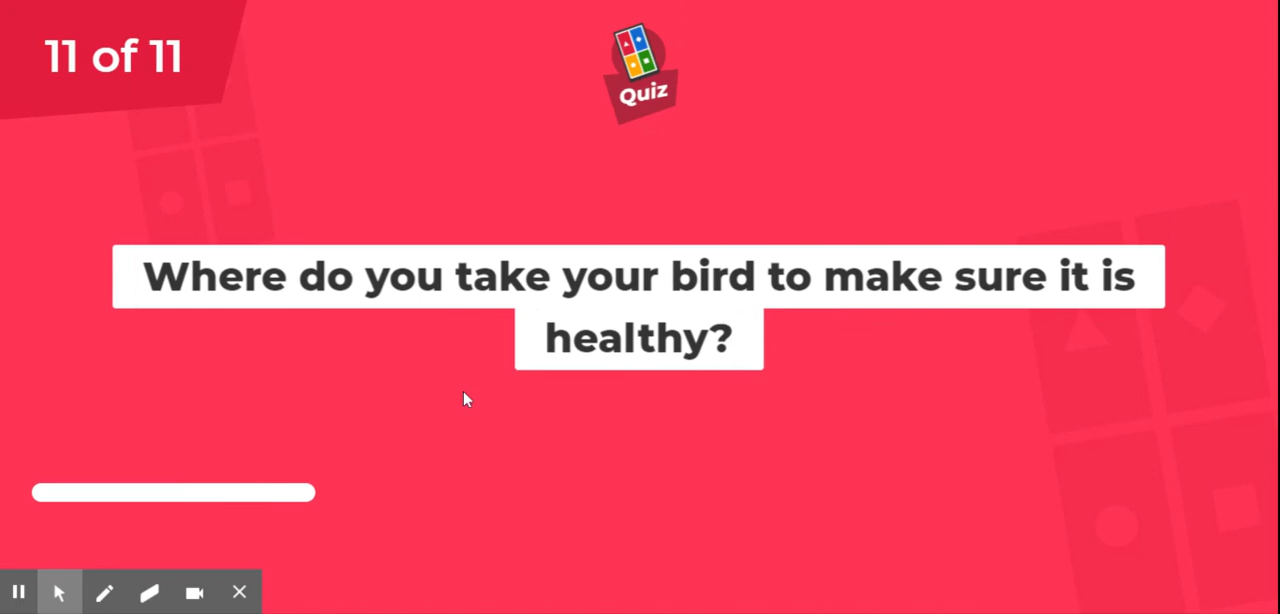 11 of 11
Quiz
Where do you take your bird to make sure it is
healthy?